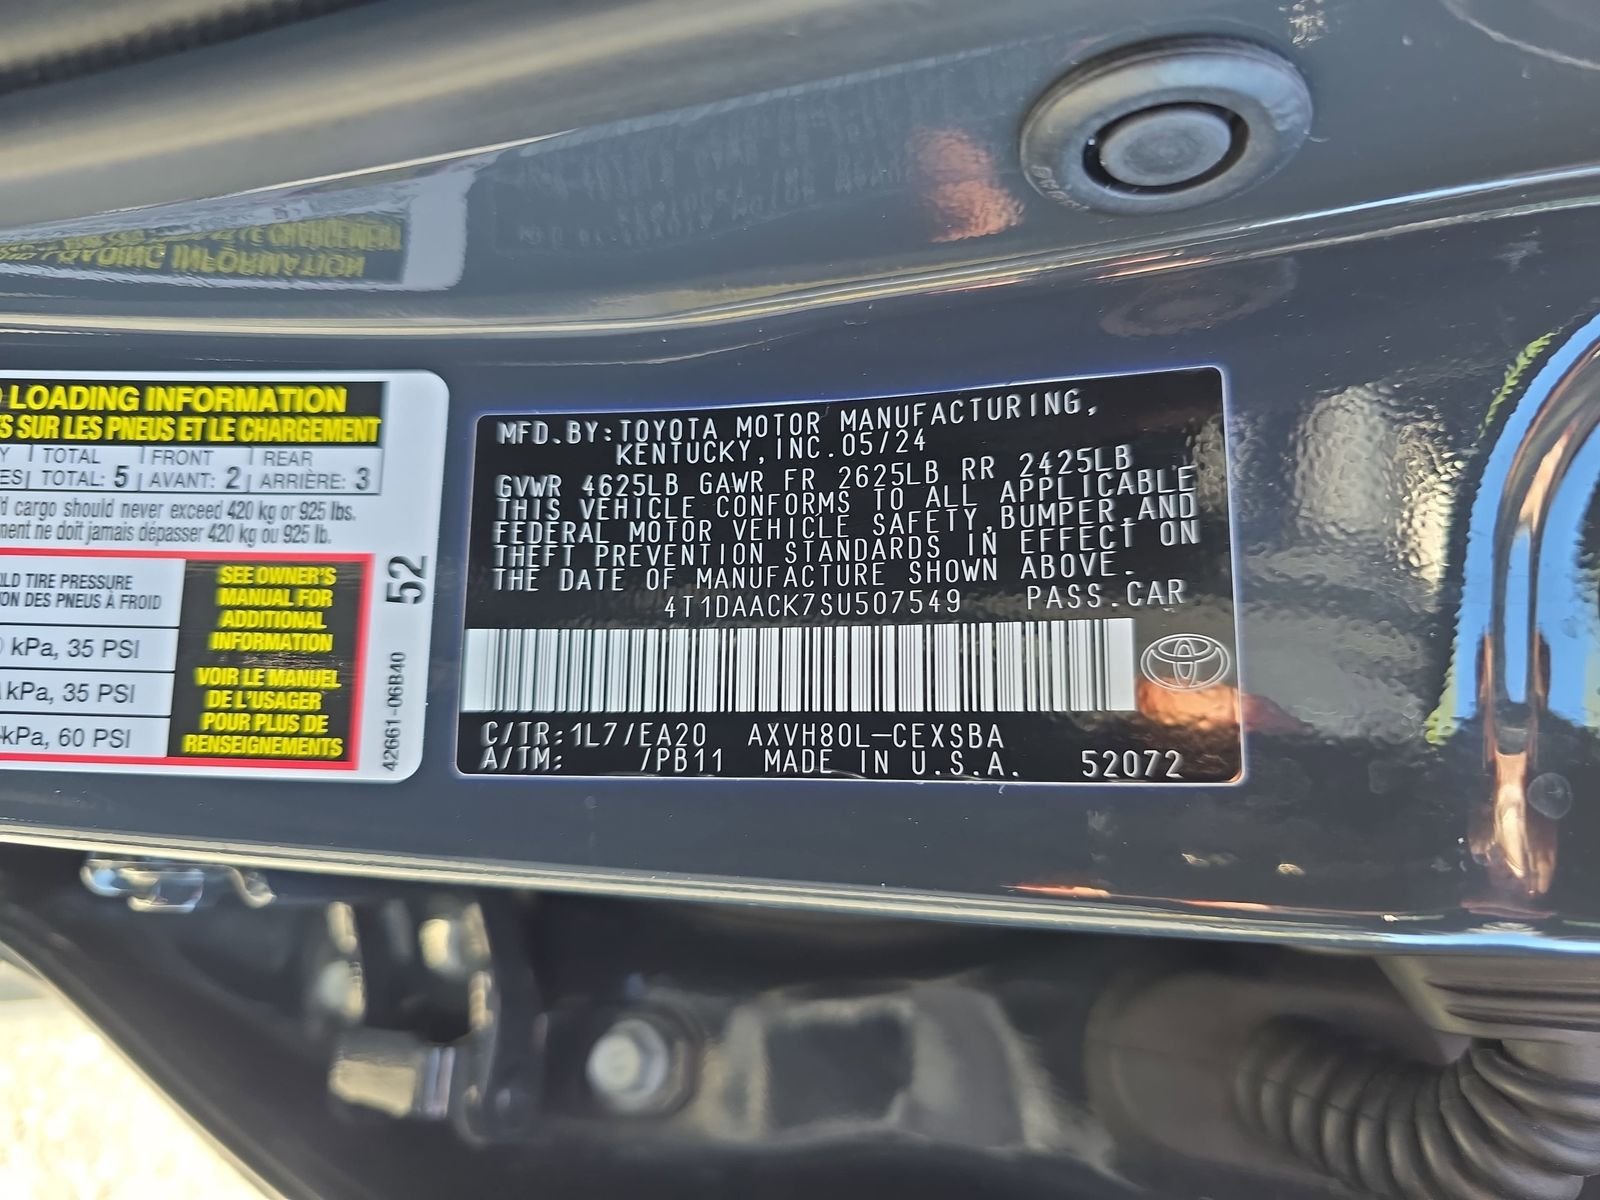 LOADING INFORMATION
SUR LES PNEUS ET LE CHARGEMENT
TOTAL FRONT REAR
TOTAL: 5 AVANT: 2 ARRIÈRE: 3
cargo should never exceed 420 kg or 925 lbs.
ne doit jamais dépasser 420 kg ou 925 lb.
TIRE PRESSURE
DES PNEUS À FROID
kPa, 35 PSI
kPa, 35 PSI
kPa, 60 PSI
SEE OWNER'S
MANUAL FOR
ADDITIONAL
INFORMATION
VOIR LE MANUEL
DE L'USAGER
POUR PLUS DE
RENSEIGNEMENTS
52
42661-06B40
MFD.BY:TOYOTA MOTOR MANUFACTURING,
KENTUCKY,INC.05/24
GVWR 4625LB GAWR FR 2625LB RR 2425LB
THIS VEHICLE CONFORMS TO ALL APPLICABLE
FEDERAL MOTOR VEHICLE SAFETY,BUMPER,AND
THEFT PREVENTION STANDARDS IN EFFECT ON
THE DATE OF MANUFACTURE SHOWN ABOVE.
4T1DAACK7SU507549 PASS.CAR
C/TR:1L7/EA20 AXVH80L-CEXSBA
A/TM: /PB11 MADE IN U.S.A. 52072